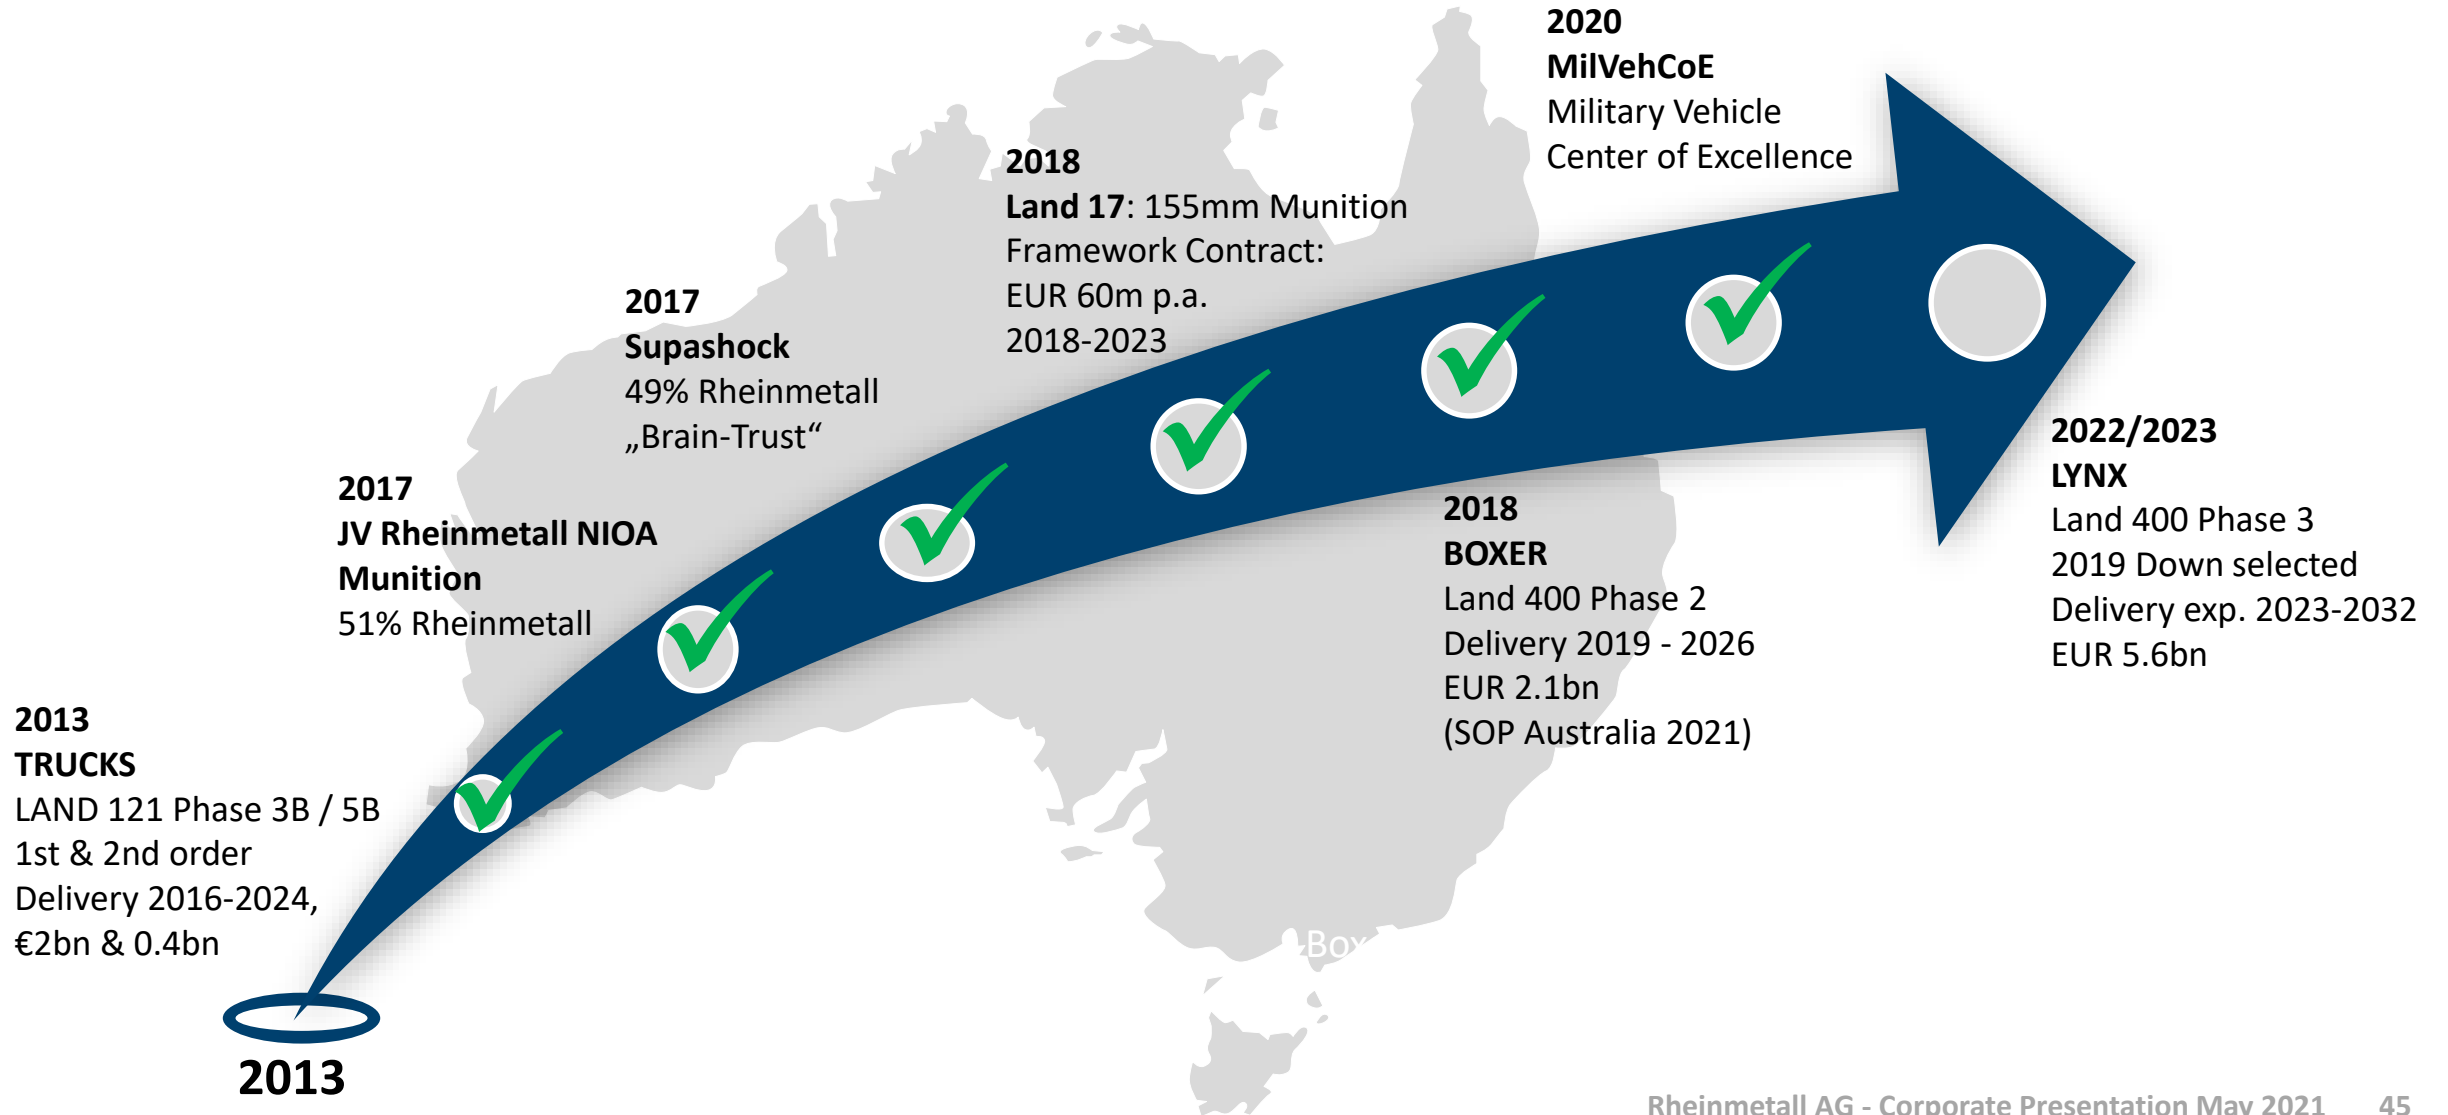 2013
TRUCKS
LAND 121 Phase 3B / 5B
1st & 2nd order
Delivery 2016-2024,
€2bn & 0.4bn
2013
2017
JV Rheinmetall NIOA
Munition
51% Rheinmetall
2017
Supashock
49% Rheinmetall
„Brain-Trust“
2018
Land 17: 155mm Munition
Framework Contract:
EUR 60m p.a.
2018-2023
2018
BOXER
Land 400 Phase 2
Delivery 2019 - 2026
EUR 2.1bn
(SOP Australia 2021)
2020
MilVehCoE
Military Vehicle
Center of Excellence
2022/2023
LYNX
Land 400 Phase 3
2019 Down selected
Delivery exp. 2023-2032
EUR 5.6bn
Box
Rheinmetall AG - Corporate Presentation May 2021 45